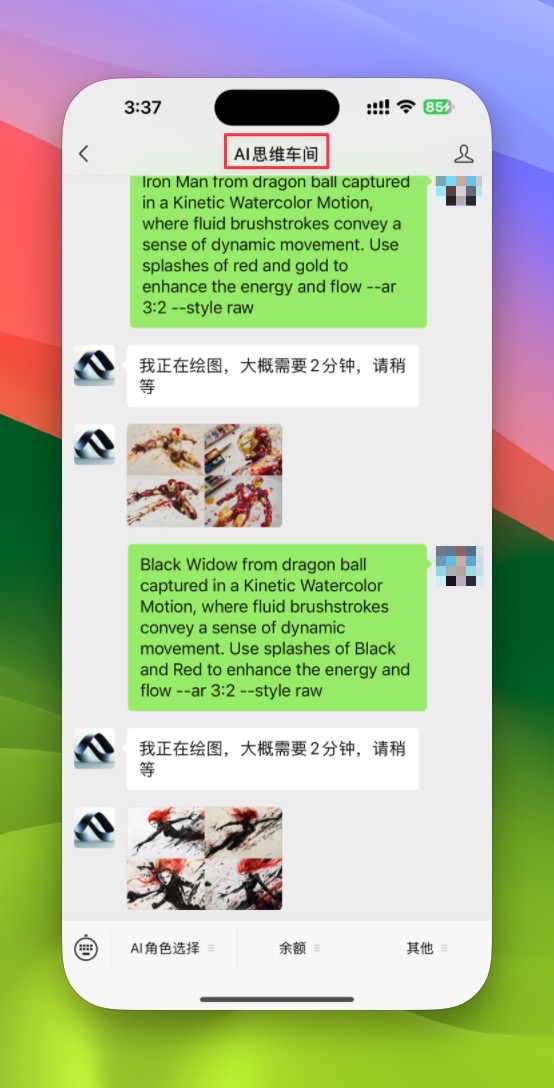 3:37
85
AI思维车间
Iron Man from dragon ball captured
in a Kinetic Watercolor Motion,
where fluid brushstrokes convey a
sense of dynamic movement. Use
splashes of red and gold to
enhance the energy and flow --ar
3:2 --style raw
我正在绘图，大概需要2分钟，请稍
等
Black Widow from dragon ball
captured in a Kinetic Watercolor
Motion, where fluid brushstrokes
convey a sense of dynamic
movement. Use splashes of Black
and Red to enhance the energy and
flow --ar 3:2 --style raw
我正在绘图，大概需要2分钟，请稍
等
AI角色选择
余额
其他